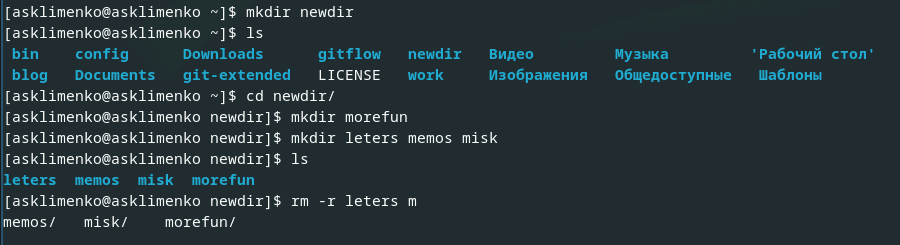 [asklimenko@asklimenko ~]$ mkdir newdir
[asklimenko@asklimenko ~]$ ls
bin config Downloads gitflow newdir Видео Музыка 'Рабочий стол'
blog Documents git-extended LICENSE work Изображения Общедоступные Шаблоны
[asklimenko@asklimenko ~]$ cd newdir/
[asklimenko@asklimenko newdir]$ mkdir morefun
[asklimenko@asklimenko newdir]$ mkdir leters memos misk
[asklimenko@asklimenko newdir]$ ls
leters memos misk morefun
[asklimenko@asklimenko newdir]$ rm -r leters m
memos/ misk/ morefun/